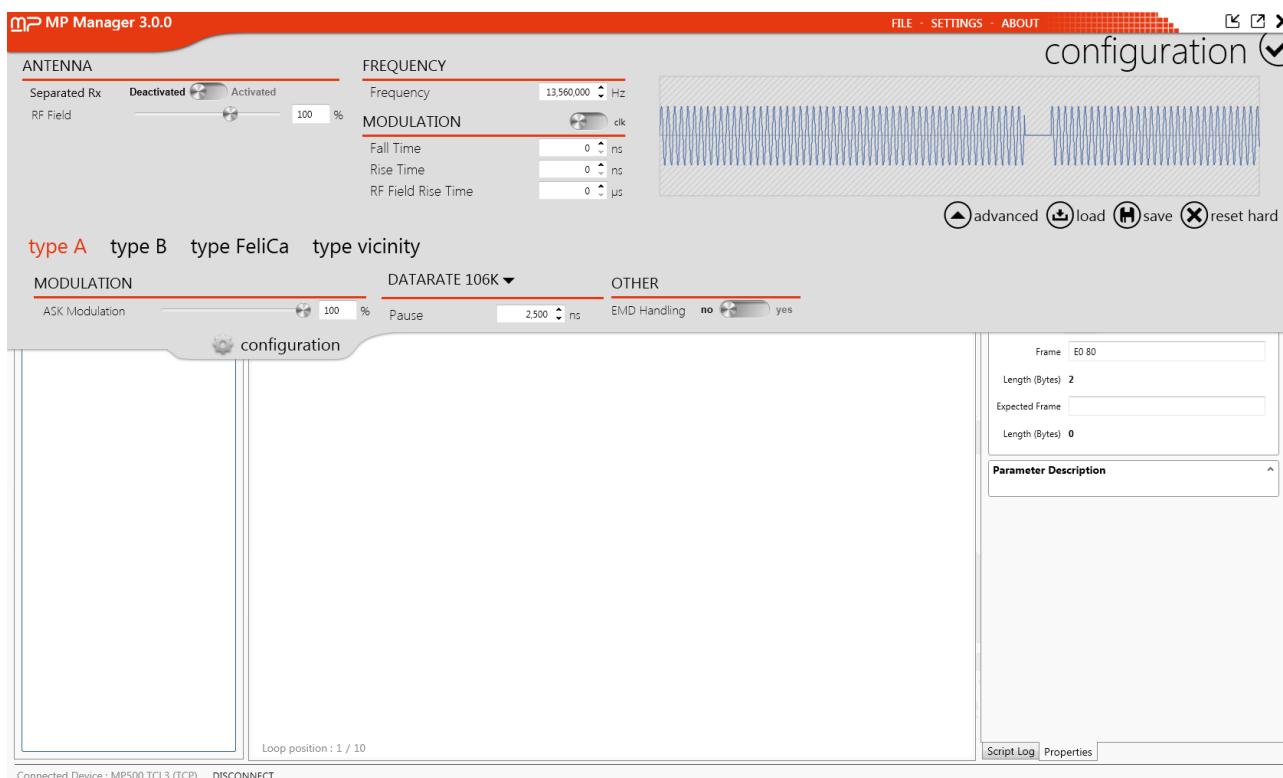 MP MP Manager 3.0.0
FILE - SETTINGS - ABOUT
configuration
ANTENNA
Separated Rx Deactivated Activated
RF Field 100 %
FREQUENCY
Frequency 13,560,000 Hz
MODULATION clk
Fall Time 0 ns
Rise Time 0 ns
RF Field Rise Time 0 µs
advanced load save reset hard
type A type B type FeliCa type vicinity
MODULATION
ASK Modulation 100 %
DATARATE 106K
Pause 2,500 ns
OTHER
EMD Handling no yes
configuration
Frame E0 80
Length (Bytes) 2
Expected Frame
Length (Bytes) 0
Parameter Description
Loop position : 1 / 10
Script Log Properties
Connected Device : MP500 TCL3 (TCP) DISCONNECT